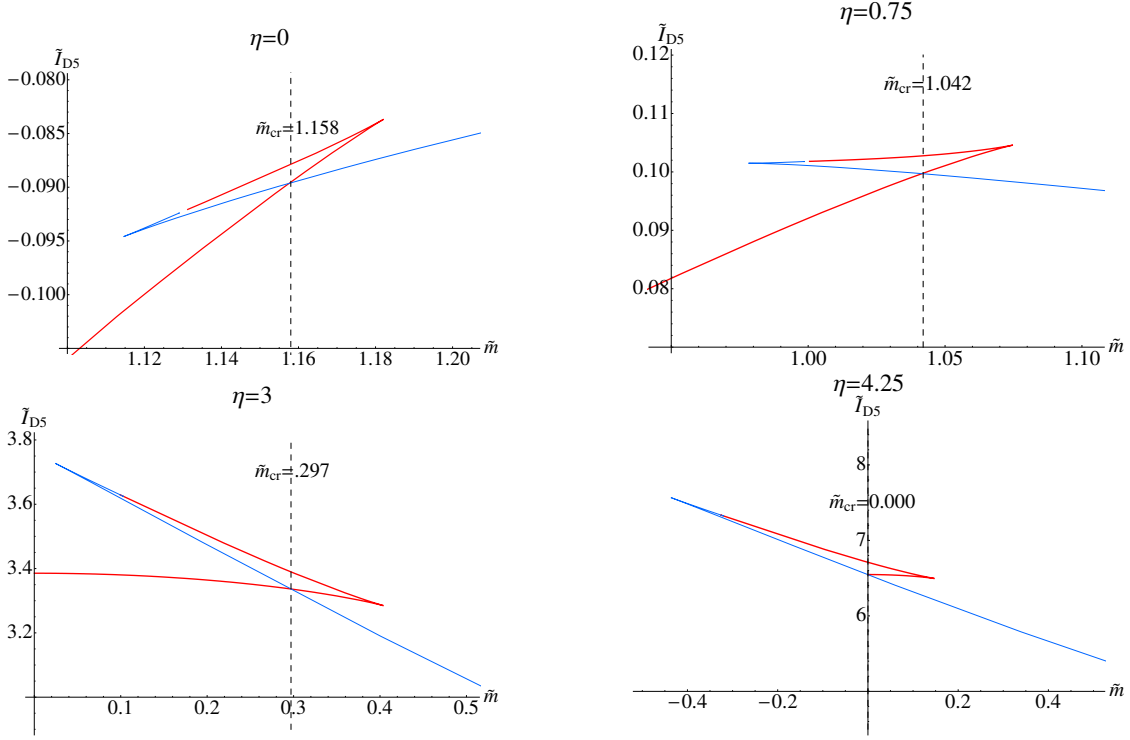 η=0
Ĩ_D5
−0.080
−0.085
−0.090
−0.095
−0.100
m̃_cr=1.158
1.12 1.14 1.16 1.18 1.20 m̃
η=0.75
Ĩ_D5
0.12
0.11
0.10
0.09
0.08
m̃_cr=1.042
1.00 1.05 1.10 m̃
η=3
Ĩ_D5
3.8
3.6
3.4
3.2
m̃_cr=.297
0.1 0.2 0.3 0.4 0.5 m̃
η=4.25
Ĩ_D5
8
7
6
m̃_cr=0.000
−0.4 −0.2 0.2 0.4 m̃